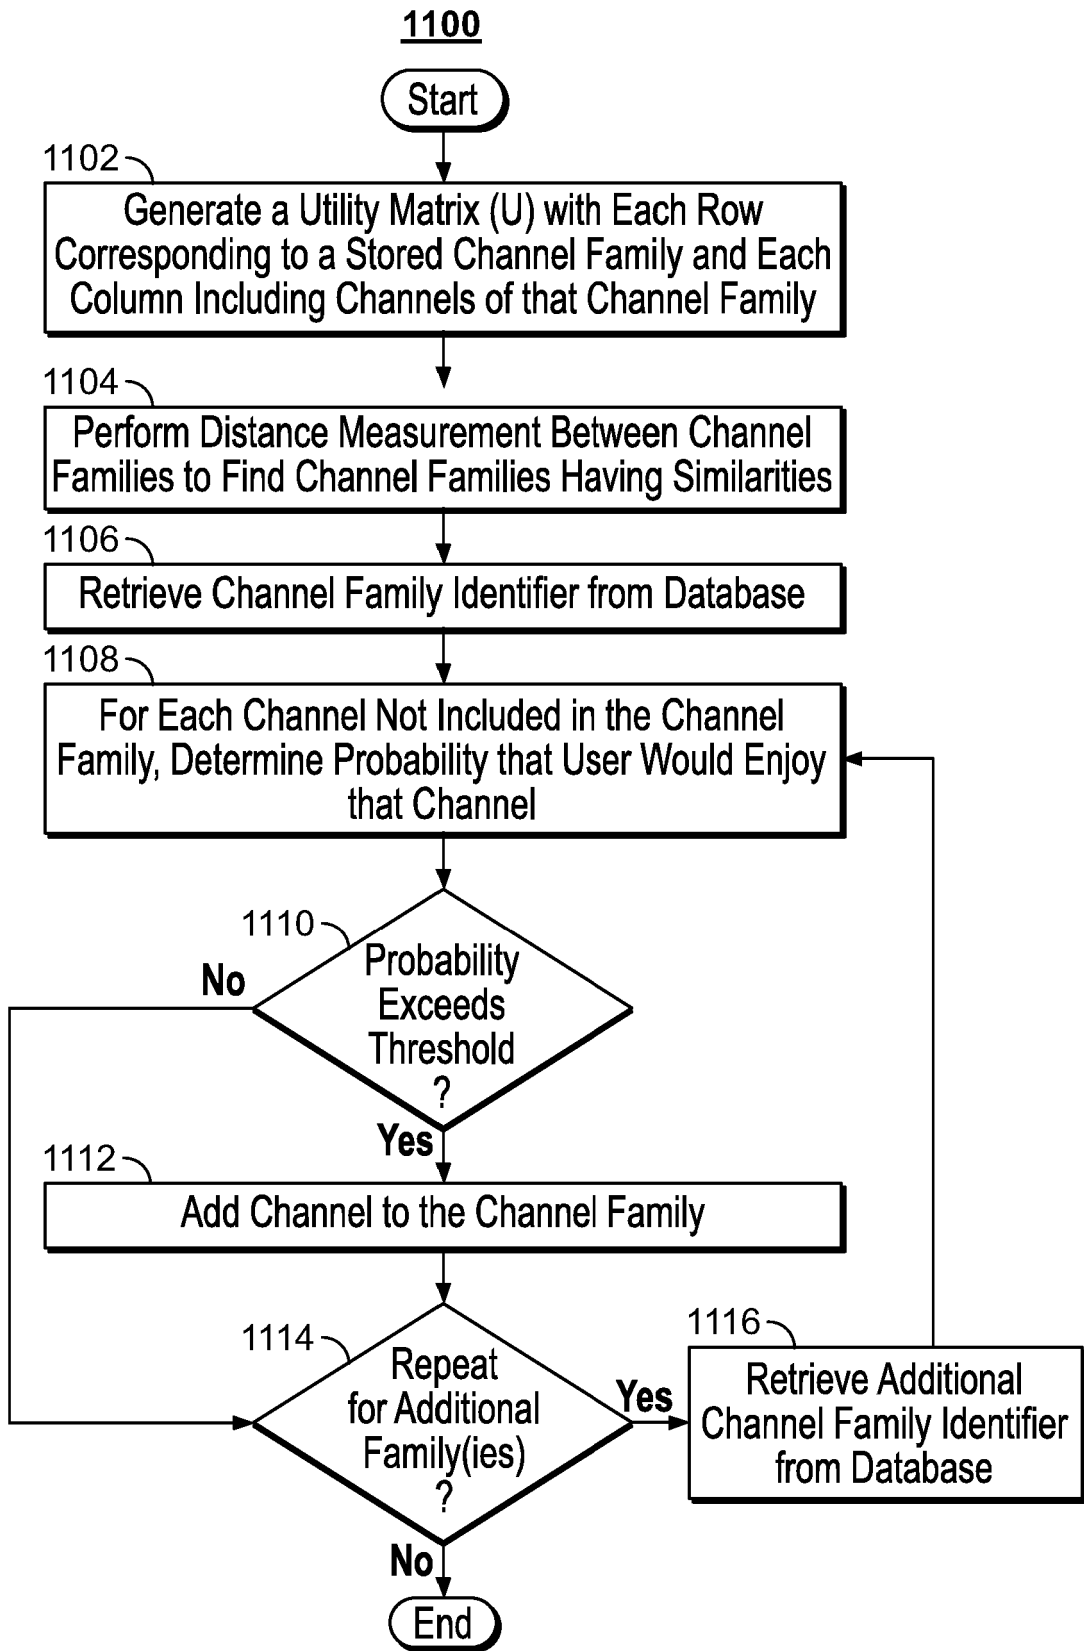 1100
Start
1102
Generate a Utility Matrix (U) with Each Row
Corresponding to a Stored Channel Family and Each
Column Including Channels of that Channel Family
1104
Perform Distance Measurement Between Channel
Families to Find Channel Families Having Similarities
1106
Retrieve Channel Family Identifier from Database
1108
For Each Channel Not Included in the Channel
Family, Determine Probability that User Would Enjoy
that Channel
1110
Probability
Exceeds
Threshold
?
No
Yes
1112
Add Channel to the Channel Family
1114
Repeat
for Additional
Family(ies)
?
Yes
1116
Retrieve Additional
Channel Family Identifier
from Database
No
End